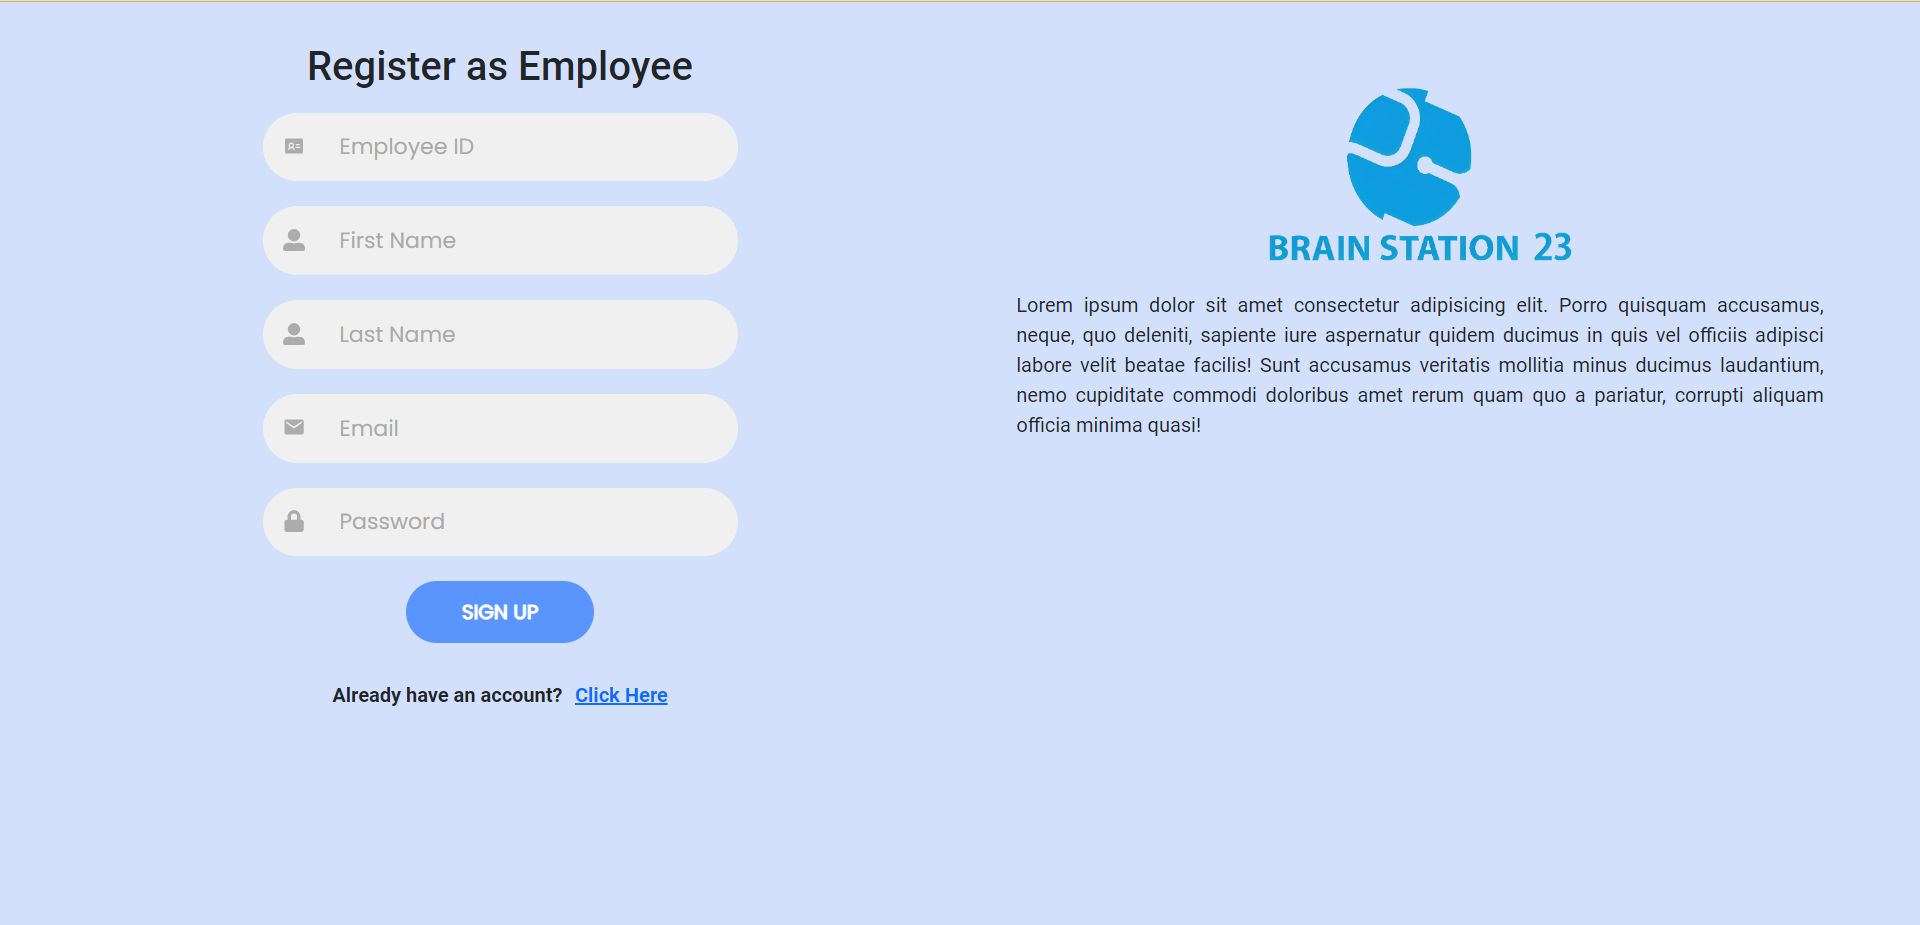 Register as Employee
Employee ID
First Name
Last Name
Email
Password
SIGN UP
Already have an account? Click Here
BRAIN STATION 23
Lorem ipsum dolor sit amet consectetur adipisicing elit. Porro quisquam accusamus,
neque, quo deleniti, sapiente iure aspernatur quidem ducimus in quis vel officiis adipisci
labore velit beatae facilis! Sunt accusamus veritatis mollitia minus ducimus laudantium,
nemo cupiditate commodi doloribus amet rerum quam quo a pariatur, corrupti aliquam
officia minima quasi!